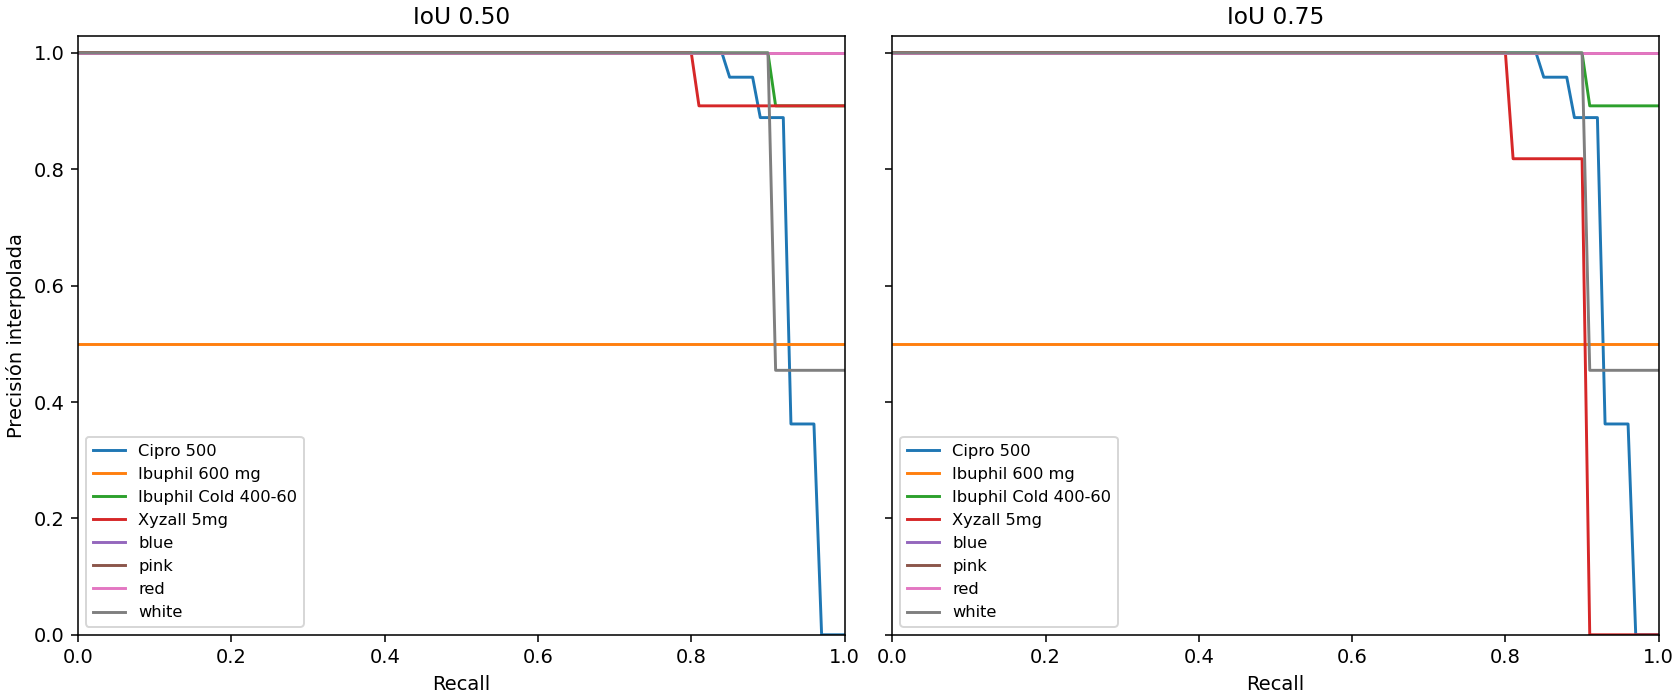 IoU 0.50
1.0
0.8
0.6
0.4
0.2
0.0
Precisión interpolada
Cipro 500
Ibuphil 600 mg
Ibuphil Cold 400-60
Xyzall 5mg
blue
pink
red
white
0.0 0.2 0.4 0.6 0.8 1.0
Recall
IoU 0.75
Cipro 500
Ibuphil 600 mg
Ibuphil Cold 400-60
Xyzall 5mg
blue
pink
red
white
0.0 0.2 0.4 0.6 0.8 1.0
Recall